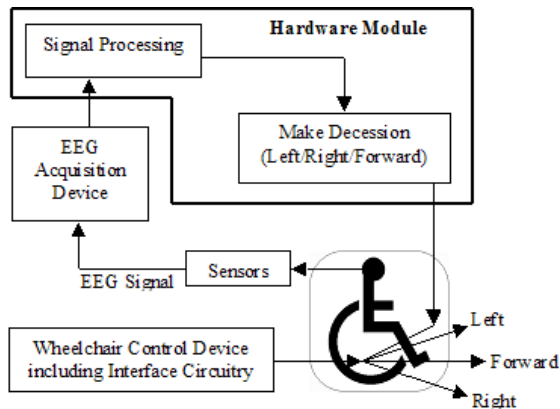 Hardware Module
Signal Processing
Make Decession
(Left/Right/Forward)
EEG
Acquisition
Device
EEG Signal
Sensors
Wheelchair Control Device
including Interface Circuitry
Left
Forward
Right